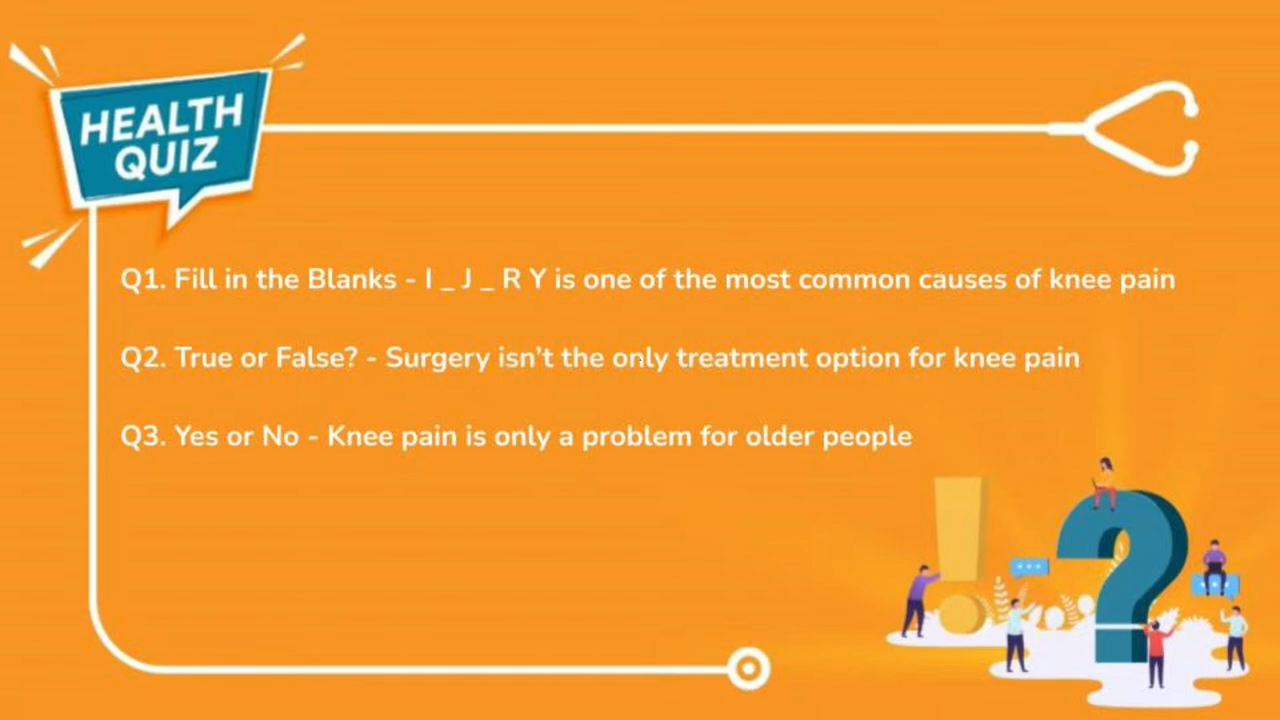 HEALTH
QUIZ
Q1. Fill in the Blanks - I _ J _ R Y is one of the most common causes of knee pain
Q2. True or False? - Surgery isn’t the only treatment option for knee pain
Q3. Yes or No - Knee pain is only a problem for older people